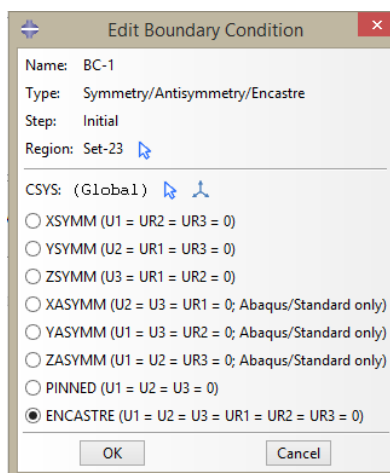 Edit Boundary Condition
Name: BC-1
Type: Symmetry/Antisymmetry/Encastre
Step: Initial
Region: Set-23
CSYS: (Global)
XSYMM (U1 = UR2 = UR3 = 0)
YSYMM (U2 = UR1 = UR3 = 0)
ZSYMM (U3 = UR1 = UR2 = 0)
XASYMM (U2 = U3 = UR1 = 0; Abaqus/Standard only)
YASYMM (U1 = U3 = UR2 = 0; Abaqus/Standard only)
ZASYMM (U1 = U2 = UR3 = 0; Abaqus/Standard only)
PINNED (U1 = U2 = U3 = 0)
ENCASTRE (U1 = U2 = U3 = UR1 = UR2 = UR3 = 0)
OK Cancel